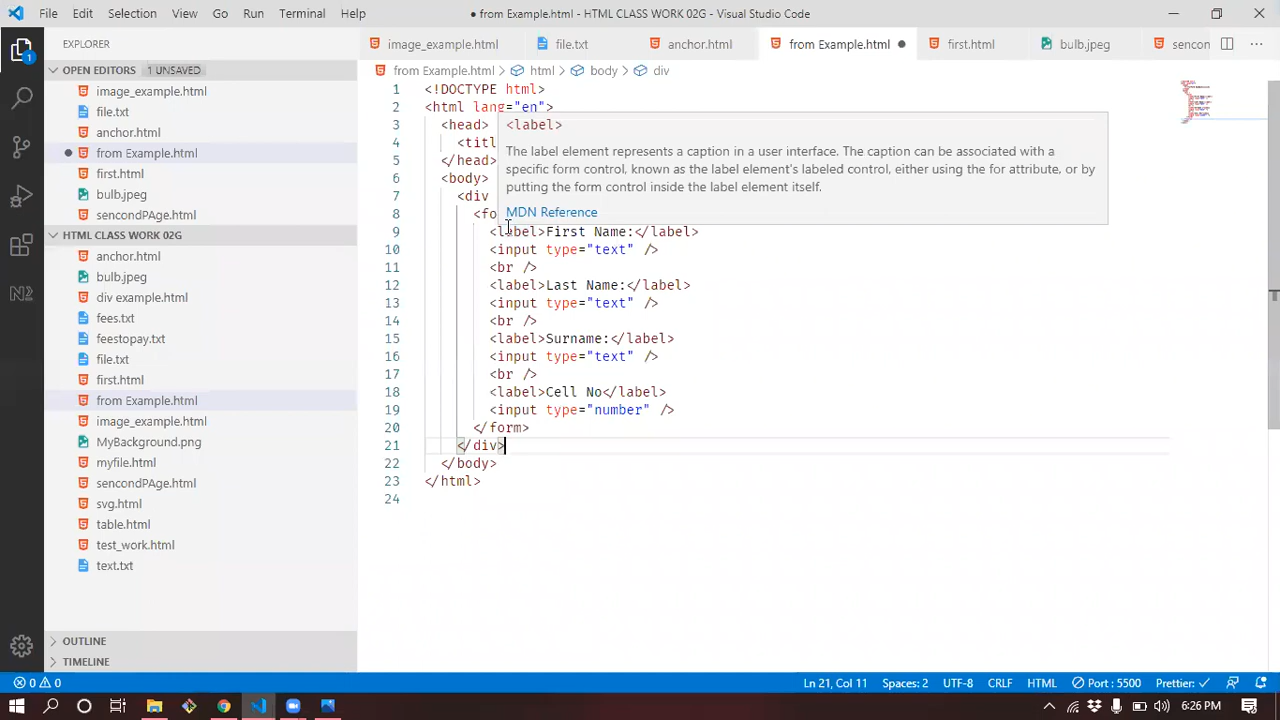 File Edit Selection View Go Run Terminal Help
● from Example.html - HTML CLASS WORK 02G - Visual Studio Code
EXPLORER
OPEN EDITORS 1 UNSAVED
image_example.html
file.txt
anchor.html
from Example.html
first.html
bulb.jpeg
sencondPAge.html
HTML CLASS WORK 02G
anchor.html
bulb.jpeg
div example.html
fees.txt
feestopay.txt
file.txt
first.html
from Example.html
image_example.html
MyBackground.png
myfile.html
sencondPAge.html
svg.html
table.html
test_work.html
text.txt
OUTLINE
TIMELINE
1
image_example.html file.txt anchor.html from Example.html ● first.html bulb.jpeg sencon
from Example.html > html > body > div
1 <!DOCTYPE html>
2 <html lang="en">
3 <head>
4 <titl
5 </head>
6 <body>
7 <div
8 <fo
9 <label>First Name:</label>
10 <input type="text" />
11 <br />
12 <label>Last Name:</label>
13 <input type="text" />
14 <br />
15 <label>Surname:</label>
16 <input type="text" />
17 <br />
18 <label>Cell No</label>
19 <input type="number" />
20 </form>
21 </div>
22 </body>
23 </html>
24
<label>
The label element represents a caption in a user interface. The caption can be associated with a
specific form control, known as the label element's labeled control, either using the for attribute, or by
putting the form control inside the label element itself.
MDN Reference
0 0 Ln 21, Col 11 Spaces: 2 UTF-8 CRLF HTML Port : 5500 Prettier: ✓
6:26 PM